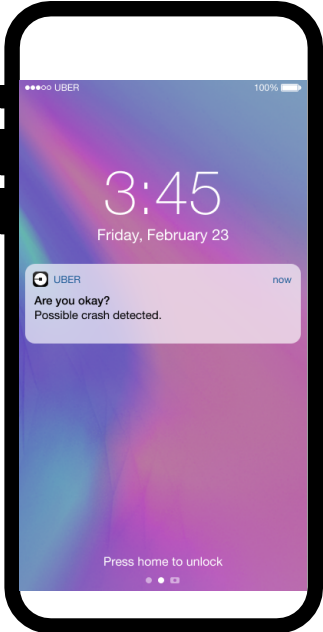 UBER 100%
3:45
Friday, February 23
UBER now
Are you okay?
Possible crash detected.
Press home to unlock